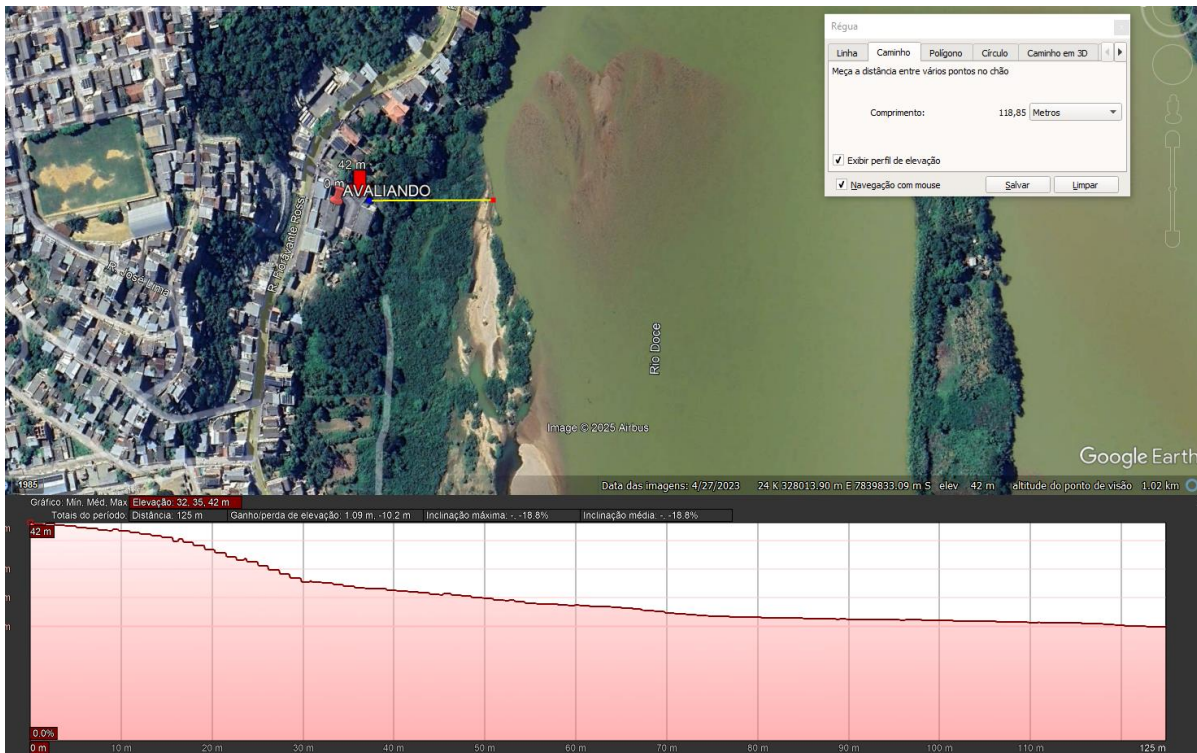 Régua
Linha Caminho Polígono Círculo Caminho em 3D
Meça a distância entre vários pontos no chão
Comprimento: 118,85 Metros
Exibir perfil de elevação
Navegação com mouse Salvar Limpar
42 m
0 m
AVALIANDO
R. Fioravante Rossi
R. José Lima
Rio Doce
Image © 2025 Airbus
Google Earth
1985
Data das imagens: 4/27/2023 24 K 328013.90 m E 7839833.09 m S elev 42 m altitude do ponto de visão 1.02 km
Gráfico: Mín, Méd, Max Elevação: 32, 35, 42 m
Totais do período: Distância: 125 m Ganho/perda de elevação: 1.09 m, -10.2 m Inclinação máxima: -, -18.8% Inclinação média: -, -18.8%
42 m
m
m
m
m
0.0%
0 m 10 m 20 m 30 m 40 m 50 m 60 m 70 m 80 m 90 m 100 m 110 m 125 m